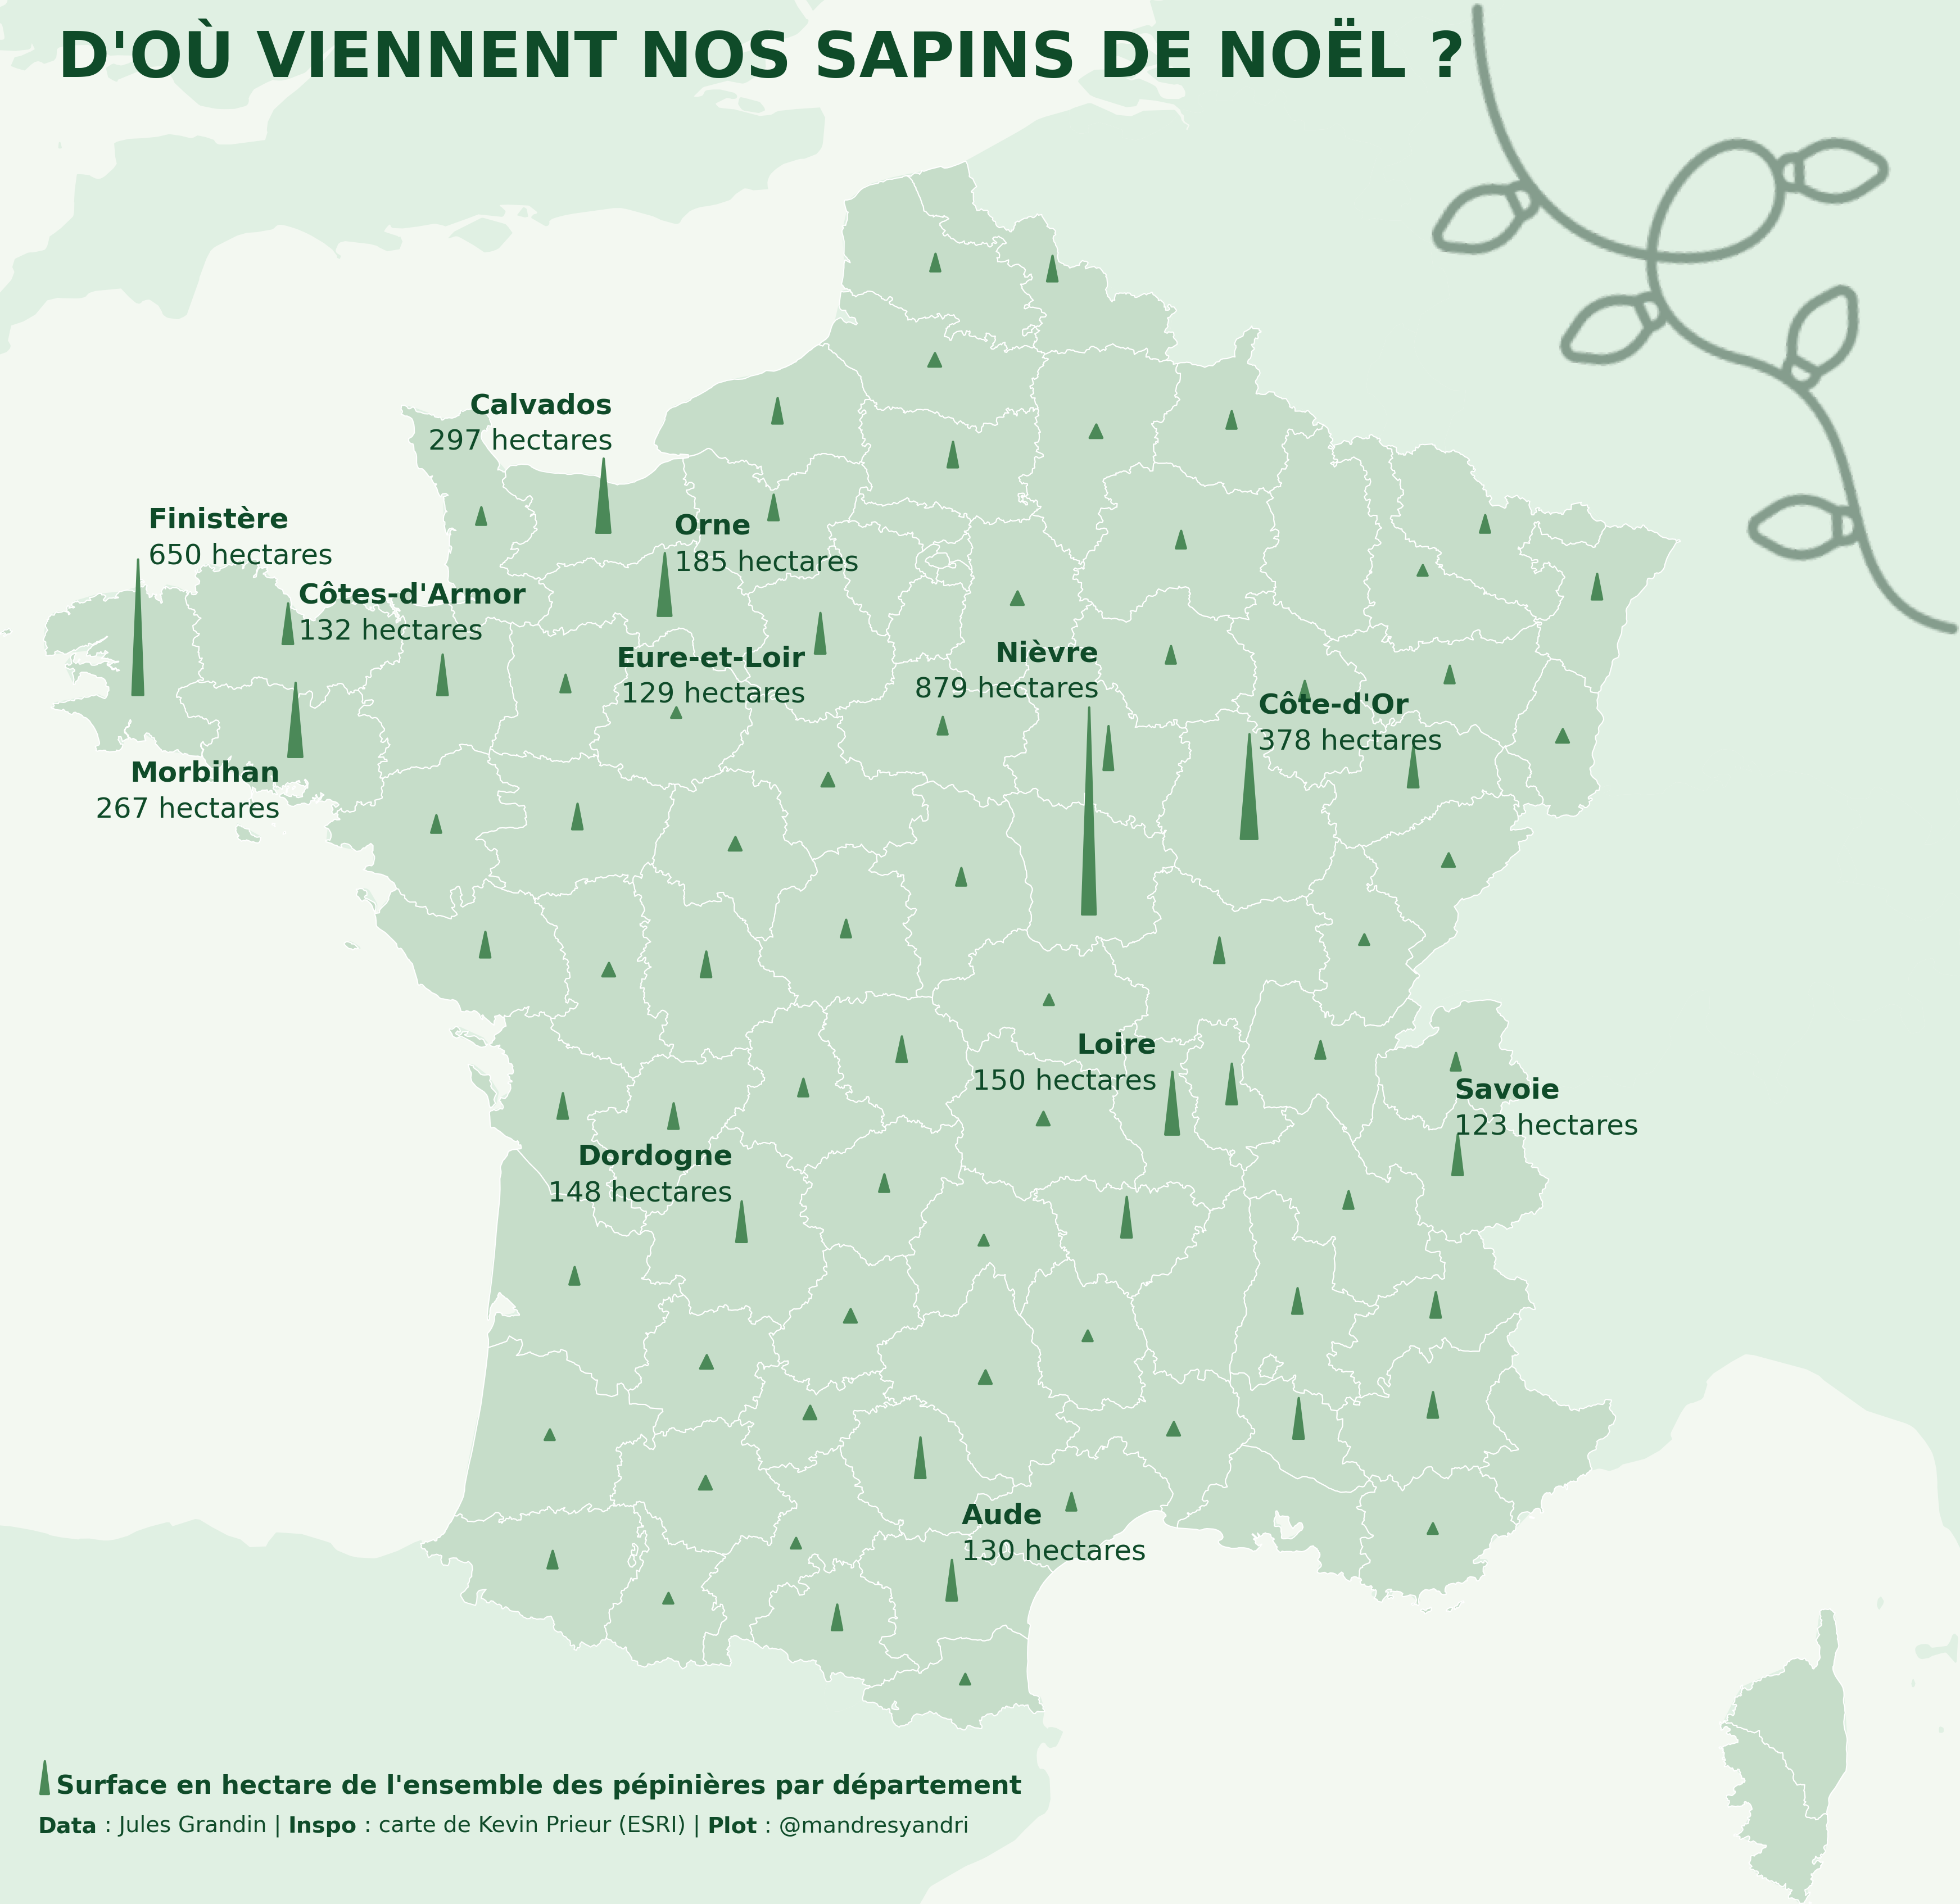 D'OÙ VIENNENT NOS SAPINS DE NOËL ?
Calvados
297 hectares
Finistère
650 hectares
Orne
185 hectares
Côtes-d'Armor
132 hectares
Eure-et-Loir
129 hectares
Nièvre
879 hectares
Côte-d'Or
378 hectares
Morbihan
267 hectares
Loire
150 hectares
Savoie
123 hectares
Dordogne
148 hectares
Aude
130 hectares
Surface en hectare de l'ensemble des pépinières par département
Data : Jules Grandin | Inspo : carte de Kevin Prieur (ESRI) | Plot : @mandresyandri